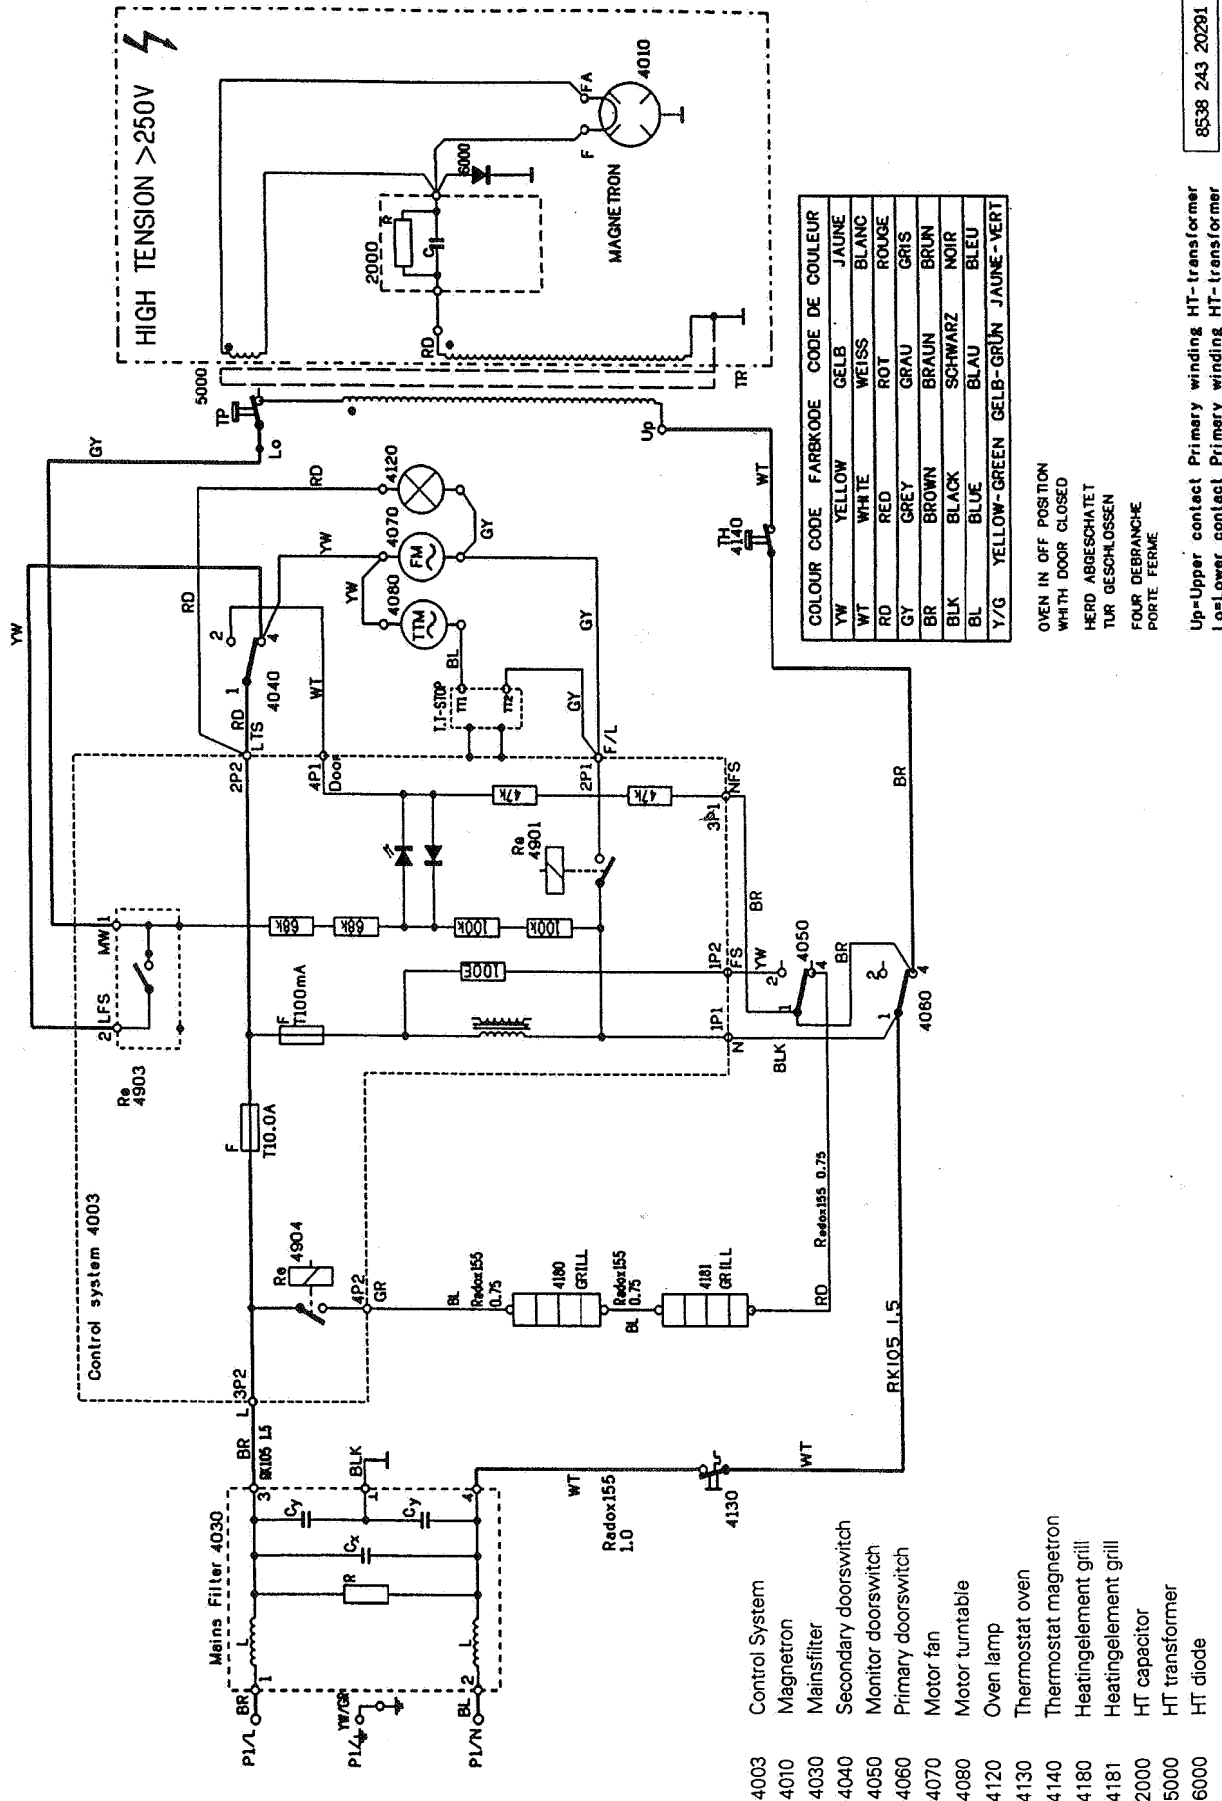 HIGH TENSION >250V
4010
FA
F
MAGNETRON
6000
2000
R
C
RD
5000
TP
Lo
GY
TR
Up
WT
TH
4140
RD
4120
GY
4070
FM
YW
YW
4080
TTM
BL
GY
T.T-STOP
TT1
TT2
GY
YW
RD
2
4
1
4040
WT
RD
LTS
2P2
4P1
Door
2P1
F/L
47k
47k
3P1
NFS
Re
4901
MW
1
LFS
2
Re
4903
68k
68k
100k
100k
100E
F
T100mA
1P2
FS
1P1
N
YW
BR
BR
BR
BLK
2
4
1
4050
2
4
1
4060
F
T10.0A
Control system 4003
Re
4904
4P2
GR
BL
Radox155
0.75
4180
GRILL
Radox155
0.75
BL
4181
GRILL
RD
Radox155 0.75
RK105 1.5
3P2
L
BR
RK105 1.5
BLK
WT
Radox155
1.0
4130
WT
Mains Filter 4030
3
T
4
Cy
Cy
Cx
R
L
L
1
2
BR
BL
P1/L
YW/GR
P1/
P1/N
COLOUR CODE FARBKODE CODE DE COULEUR
YW YELLOW GELB JAUNE
WT WHITE WEISS BLANC
RD RED ROT ROUGE
GY GREY GRAU GRIS
BR BROWN BRAUN BRUN
BLK BLACK SCHWARZ NOIR
BL BLUE BLAU BLEU
Y/G YELLOW-GREEN GELB-GRÜN JAUNE-VERT
OVEN IN OFF POSITION
WHITH DOOR CLOSED
HERD ABGESCHATET
TUR GESCHLOSSEN
FOUR DEBRANCHE
PORTE FERME
Up=Upper contact Primary winding HT-transformer
Lo=Lower contact Primary winding HT-transformer
8538 243 20291
4003 Control System
4010 Magnetron
4030 Mainsfilter
4040 Secondary doorswitch
4050 Monitor doorswitch
4060 Primary doorswitch
4070 Motor fan
4080 Motor turntable
4120 Oven lamp
4130 Thermostat oven
4140 Thermostat magnetron
4180 Heatingelement grill
4181 Heatingelement grill
2000 HT capacitor
5000 HT transformer
6000 HT diode